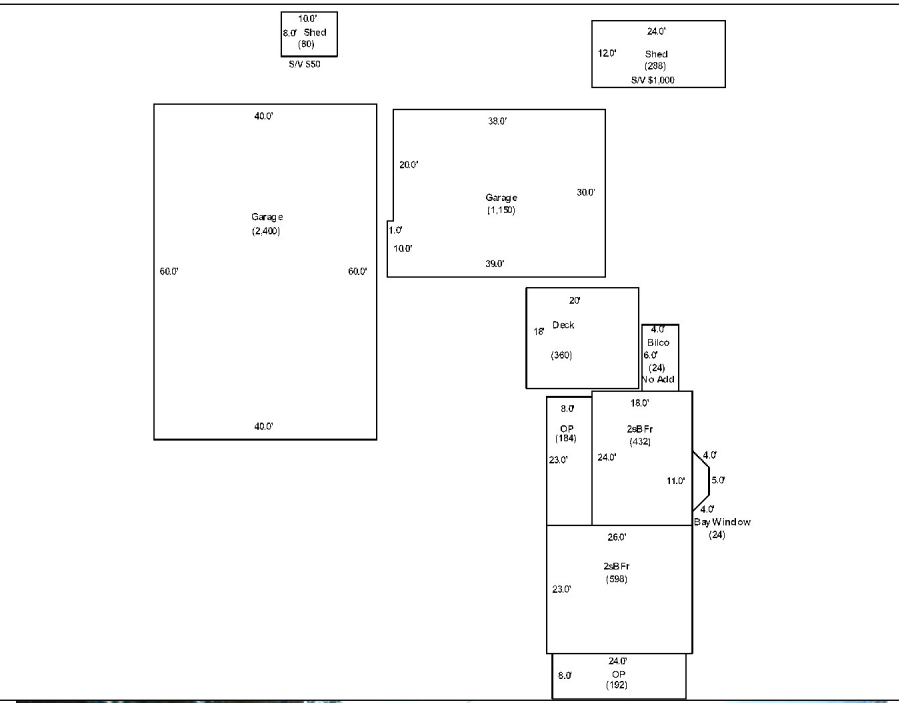 10.0'
8.0' Shed
(80)
S/V $50
24.0'
12.0' Shed
(288)
S/V $1,000
40.0'
Garage
(2,400)
60.0'
60.0'
40.0'
38.0'
20.0'
30.0'
Garage
(1,150)
1.0'
10.0'
39.0'
20'
18' Deck
(360)
4.0'
Bilco
6.0'
(24)
No Add
8.0'
OP
(184)
23.0'
18.0'
2sBFr
(432)
24.0'
11.0'
4.0'
5.0'
4.0'
Bay Window
(24)
26.0'
2sBFr
(598)
23.0'
24.0'
8.0' OP
(192)